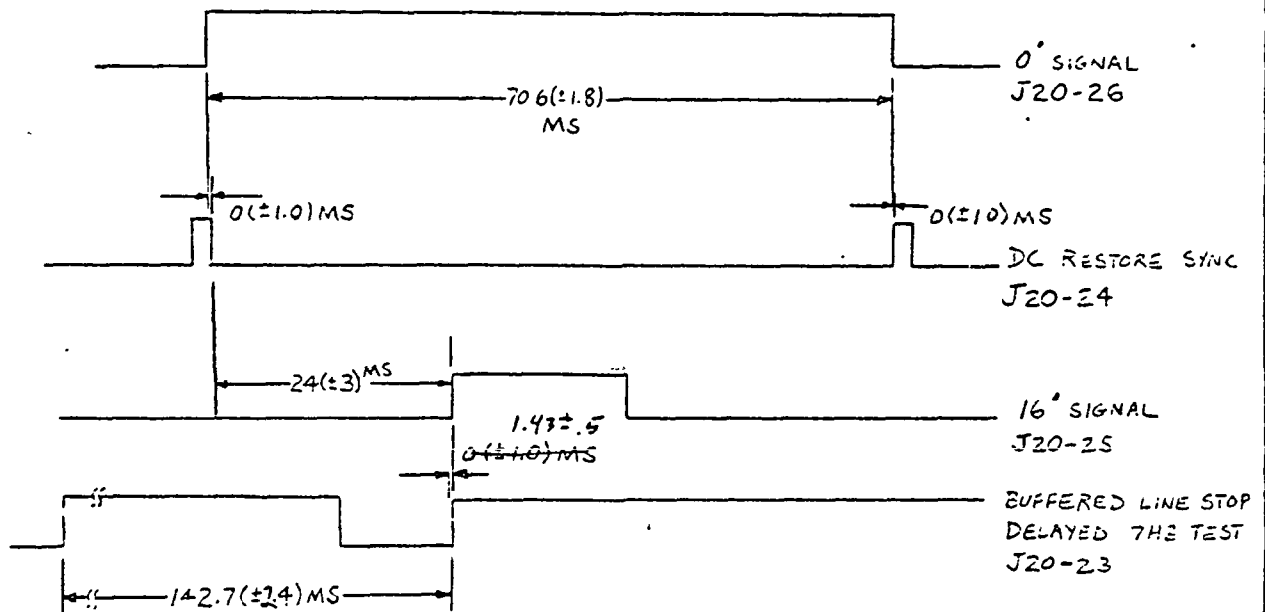 0° SIGNAL
J20-26
706(±1.8)
MS
0(±1.0)MS
0(±10)MS
DC RESTORE SYNC
J20-24
24(±3)MS
16° SIGNAL
J20-25
1.43±.5
0(±1.0)MS
BUFFERED LINE STOP
DELAYED THE TEST
J20-23
142.7(±2.4)MS